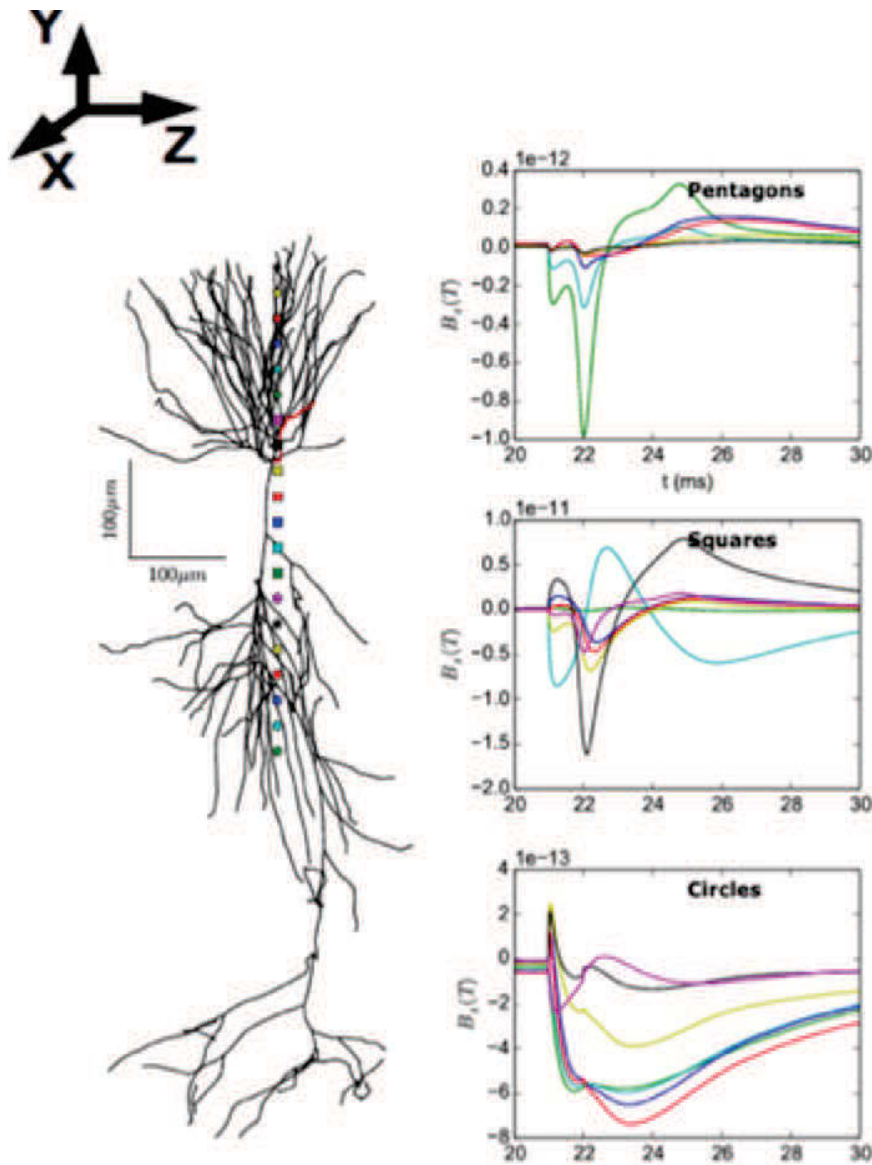 Y
X
Z
100μm
100μm
1e−12
Pentagons
0.4
0.2
0.0
−0.2
−0.4
−0.6
−0.8
−1.0
Bₓ(T)
20 22 24 26 28 30
t (ms)
1e−11
Squares
1.0
0.5
0.0
−0.5
−1.0
−1.5
−2.0
Bₓ(T)
20 22 24 26 28 30
1e−13
Circles
4
2
0
−2
−4
−6
−8
Bₓ(T)
20 22 24 26 28 30